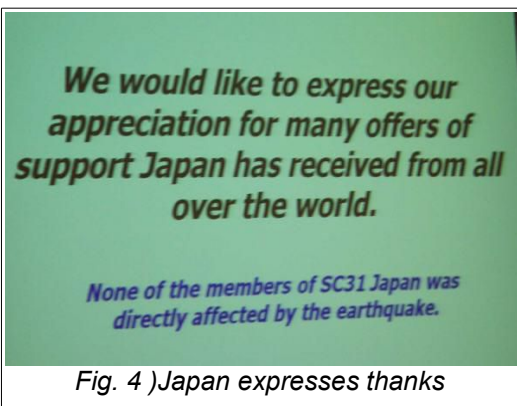 We would like to express our
appreciation for many offers of
support Japan has received from all
over the world.
None of the members of SC31 Japan was
directly affected by the earthquake.
Fig. 4 )Japan expresses thanks